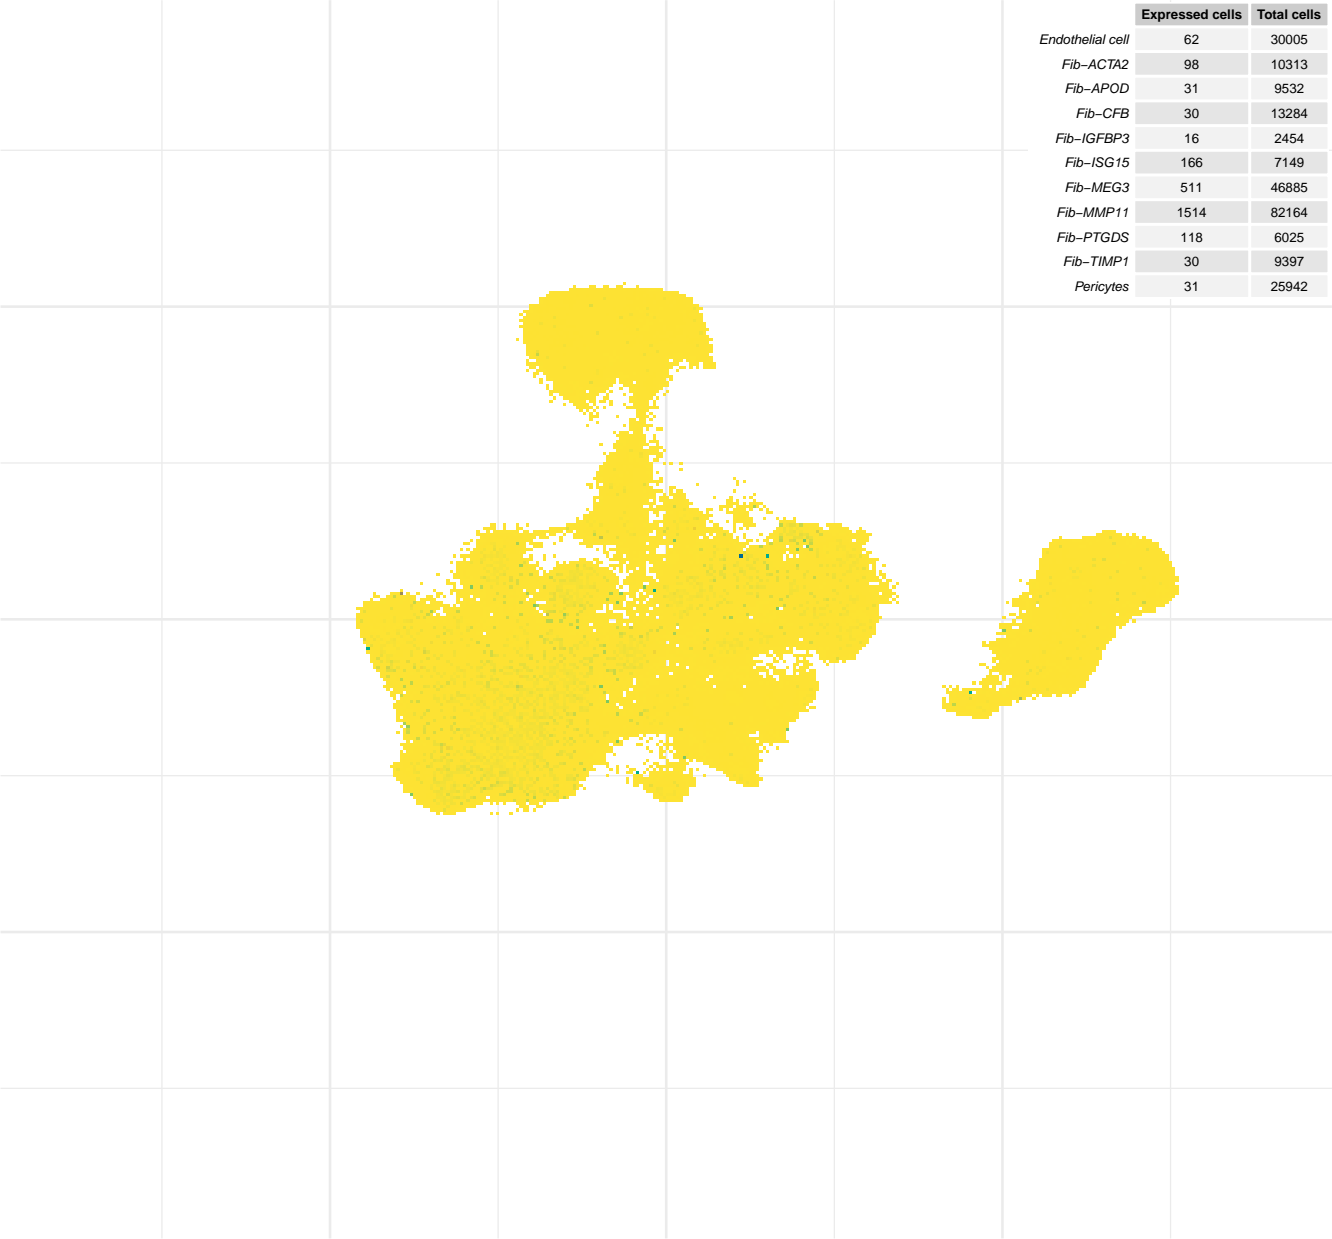 Expressed cells Total cells
Endothelial cell 62 30005
Fib−ACTA2 98 10313
Fib−APOD 31 9532
Fib−CFB 30 13284
Fib−IGFBP3 16 2454
Fib−ISG15 166 7149
Fib−MEG3 511 46885
Fib−MMP11 1514 82164
Fib−PTGDS 118 6025
Fib−TIMP1 30 9397
Pericytes 31 25942